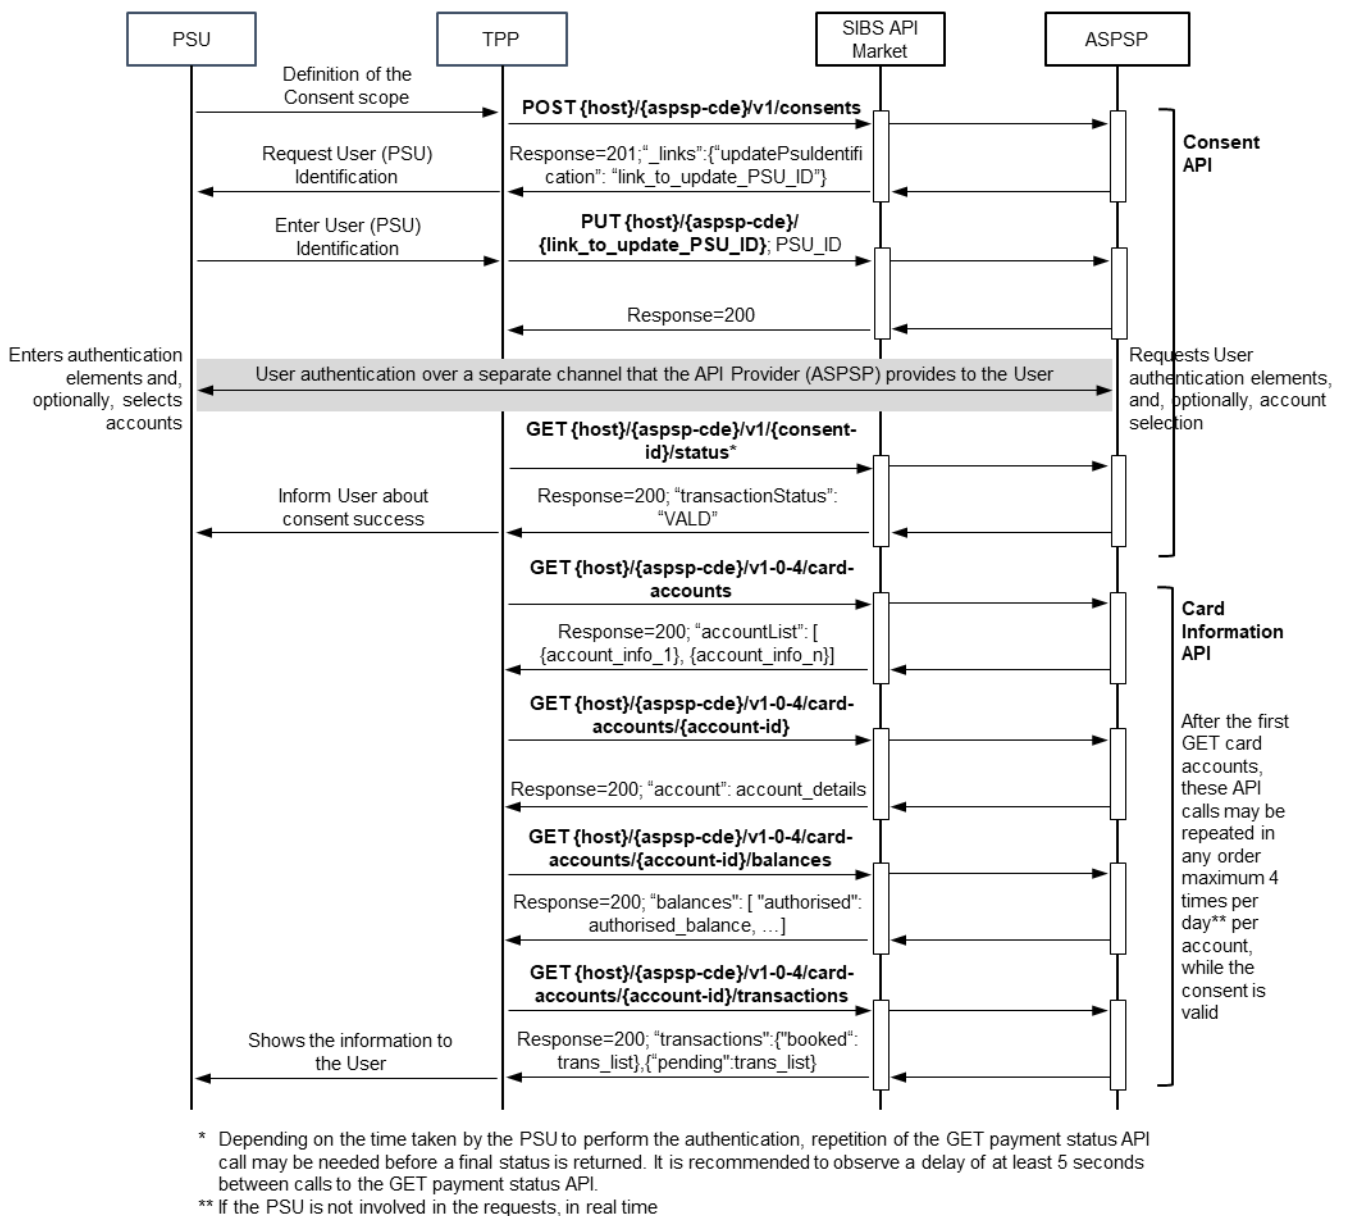 PSU
TPP
SIBS API
Market
ASPSP
Definition of the
Consent scope
POST {host}/{aspsp-cde}/v1/consents
Consent
API
Request User (PSU)
Identification
Response=201;“_links”:{“updatePsuIdentifi
cation”: “link_to_update_PSU_ID”}
Enter User (PSU)
Identification
PUT {host}/{aspsp-cde}/
{link_to_update_PSU_ID}; PSU_ID
Response=200
Enters authentication
elements and,
optionally, selects
accounts
User authentication over a separate channel that the API Provider (ASPSP) provides to the User
Requests User
authentication elements,
and, optionally, account
selection
GET {host}/{aspsp-cde}/v1/{consent-
id}/status*
Inform User about
consent success
Response=200; “transactionStatus”:
“VALD”
GET {host}/{aspsp-cde}/v1-0-4/card-
accounts
Response=200; “accountList”: [
{account_info_1}, {account_info_n}]
Card
Information
API
GET {host}/{aspsp-cde}/v1-0-4/card-
accounts/{account-id}
Response=200; “account”: account_details
After the first
GET card
accounts,
these API
calls may be
repeated in
any order
maximum 4
times per
day** per
account,
while the
consent is
valid
GET {host}/{aspsp-cde}/v1-0-4/card-
accounts/{account-id}/balances
Response=200; “balances": [ "authorised":
authorised_balance, …]
GET {host}/{aspsp-cde}/v1-0-4/card-
accounts/{account-id}/transactions
Shows the information to
the User
Response=200; “transactions":{"booked“:
trans_list},{“pending":trans_list}
* Depending on the time taken by the PSU to perform the authentication, repetition of the GET payment status API
call may be needed before a final status is returned. It is recommended to observe a delay of at least 5 seconds
between calls to the GET payment status API.
** If the PSU is not involved in the requests, in real time